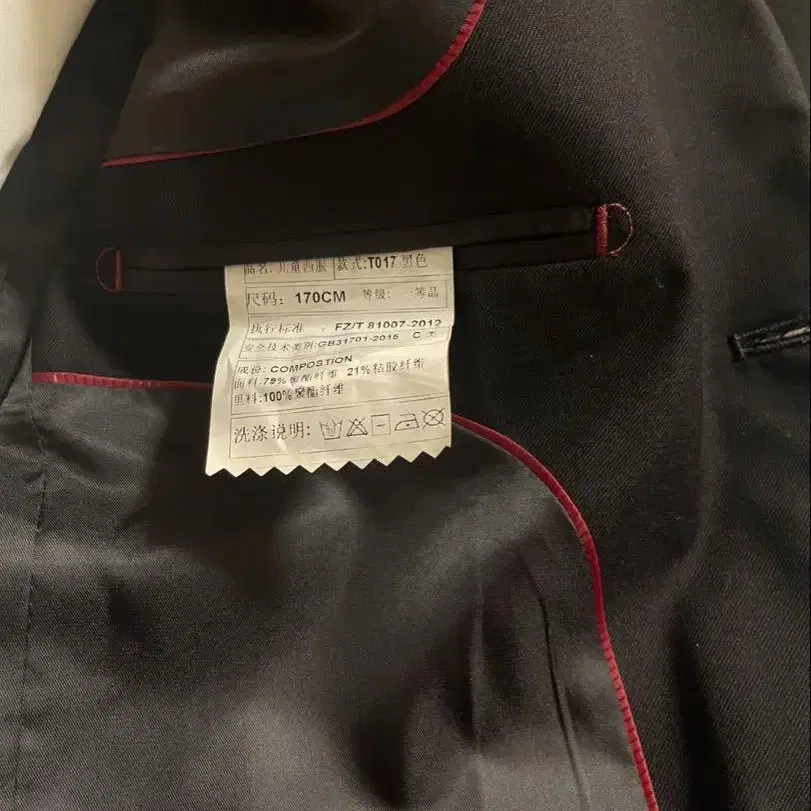 品名: 儿童西服 款式:T017 黑色
尺码: 170CM 等级: 一等品
执行标准 : FZ/T 81007-2012
安全技术类别:GB31701-2015 C 类
成份: COMPOSTION
面料:79%聚酯纤维 21%粘胶纤维
里料:100%聚酯纤维
洗涤说明: